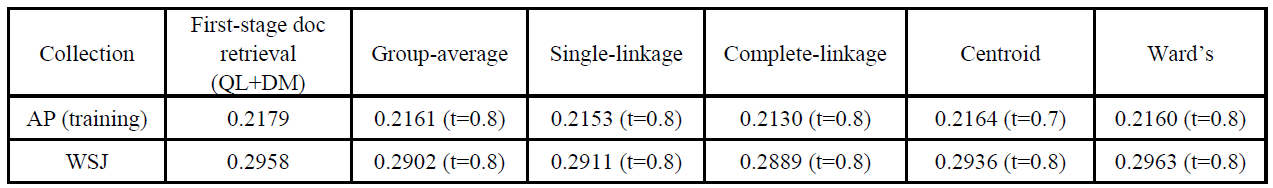 Collection First-stage doc retrieval (QL+DM) Group-average Single-linkage Complete-linkage Centroid Ward’s
AP (training) 0.2179 0.2161 (t=0.8) 0.2153 (t=0.8) 0.2130 (t=0.8) 0.2164 (t=0.7) 0.2160 (t=0.8)
WSJ 0.2958 0.2902 (t=0.8) 0.2911 (t=0.8) 0.2889 (t=0.8) 0.2936 (t=0.8) 0.2963 (t=0.8)